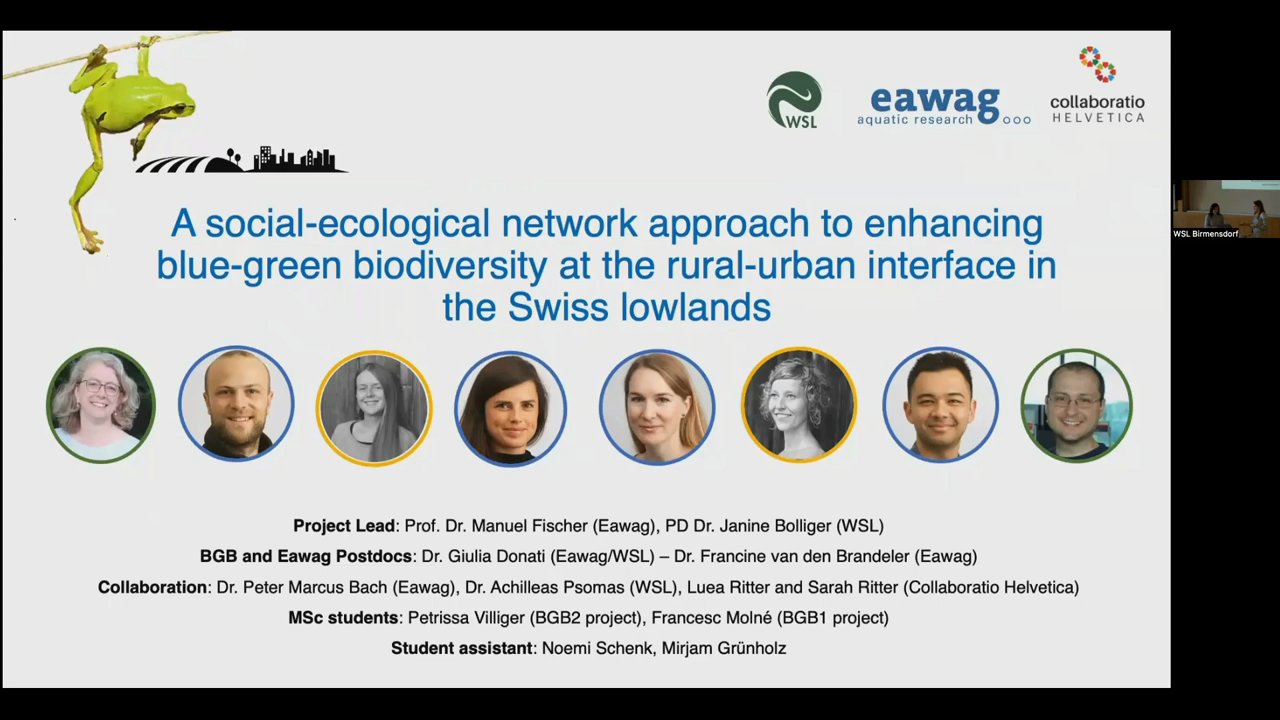 WSL
eawag
aquatic research
collaboratio
HELVETICA
A social-ecological network approach to enhancing
blue-green biodiversity at the rural-urban interface in
the Swiss lowlands
Project Lead: Prof. Dr. Manuel Fischer (Eawag), PD Dr. Janine Bolliger (WSL)
BGB and Eawag Postdocs: Dr. Giulia Donati (Eawag/WSL) – Dr. Francine van den Brandeler (Eawag)
Collaboration: Dr. Peter Marcus Bach (Eawag), Dr. Achilleas Psomas (WSL), Luea Ritter and Sarah Ritter (Collaboratio Helvetica)
MSc students: Petrissa Villiger (BGB2 project), Francesc Molné (BGB1 project)
Student assistant: Noemi Schenk, Mirjam Grünholz
WSL Birmensdorf